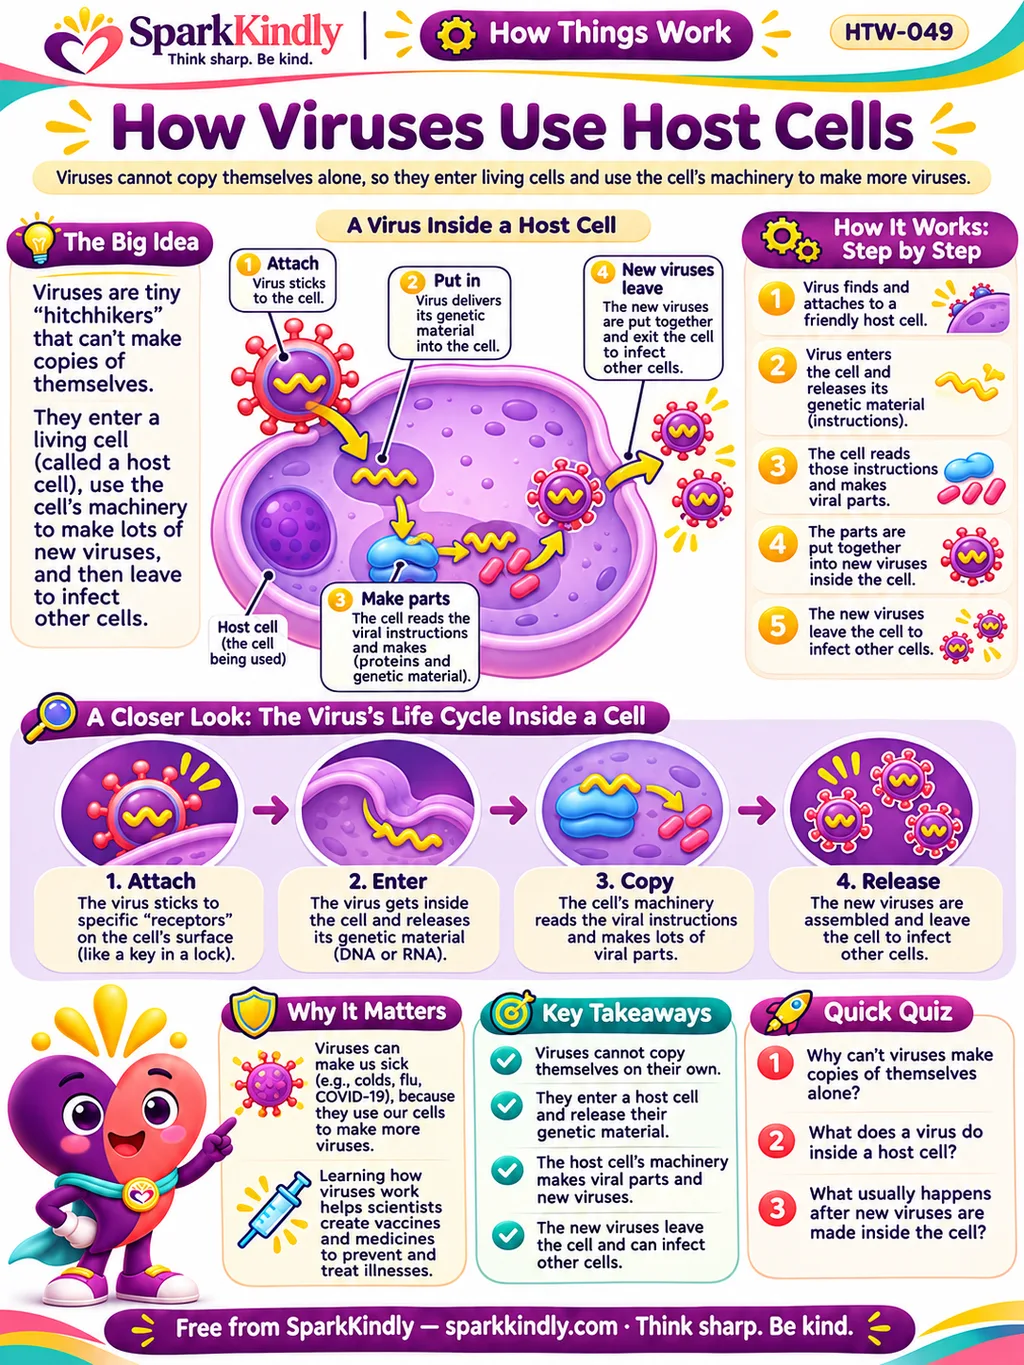 SparkKindly
Think sharp. Be kind.
How Things Work
HTW-049
How Viruses Use Host Cells
Viruses cannot copy themselves alone, so they enter living cells and use the cell's machinery to make more viruses.
The Big Idea
Viruses are tiny
"hitchhikers"
that can't make
copies of
themselves.
They enter a
living cell
(called a host
cell), use the
cell's machinery
to make lots of
new viruses,
and then leave
to infect
other cells.
A Virus Inside a Host Cell
1 Attach
Virus sticks
to the cell.
2 Put in
Virus delivers
its genetic
material
into the cell.
4 New viruses
leave
The new viruses
are put together
and exit the cell
to infect
other cells.
3 Make parts
The cell reads the
viral instructions
and makes
(proteins and
genetic material).
Host cell
(the cell
being used)
How It Works:
Step by Step
1 Virus finds and
attaches to a
friendly host cell.
2 Virus enters
the cell and
releases its
genetic material
(instructions).
3 The cell reads
those instructions
and makes
viral parts.
4 The parts are
put together
into new viruses
inside the cell.
5 The new viruses
leave the cell to
infect other cells.
A Closer Look: The Virus's Life Cycle Inside a Cell
1. Attach
The virus sticks to
specific "receptors"
on the cell's surface
(like a key in a lock).
2. Enter
The virus gets inside
the cell and releases
its genetic material
(DNA or RNA).
3. Copy
The cell's machinery
reads the viral instructions
and makes lots of
viral parts.
4. Release
The new viruses are
assembled and leave
the cell to infect
other cells.
Why It Matters
Viruses can
make us sick
(e.g., colds, flu,
COVID-19), because
they use our cells
to make more
viruses.
Learning how
viruses work
helps scientists
create vaccines
and medicines
to prevent and
treat illnesses.
Key Takeaways
Viruses cannot copy
themselves on their own.
They enter a host cell
and release their
genetic material.
The host cell's machinery
makes viral parts and
new viruses.
The new viruses leave
the cell and can infect
other cells.
Quick Quiz
1 Why can't viruses make
copies of themselves
alone?
2 What does a virus do
inside a host cell?
3 What usually happens
after new viruses are
made inside the cell?
Free from SparkKindly — sparkkindly.com · Think sharp. Be kind.